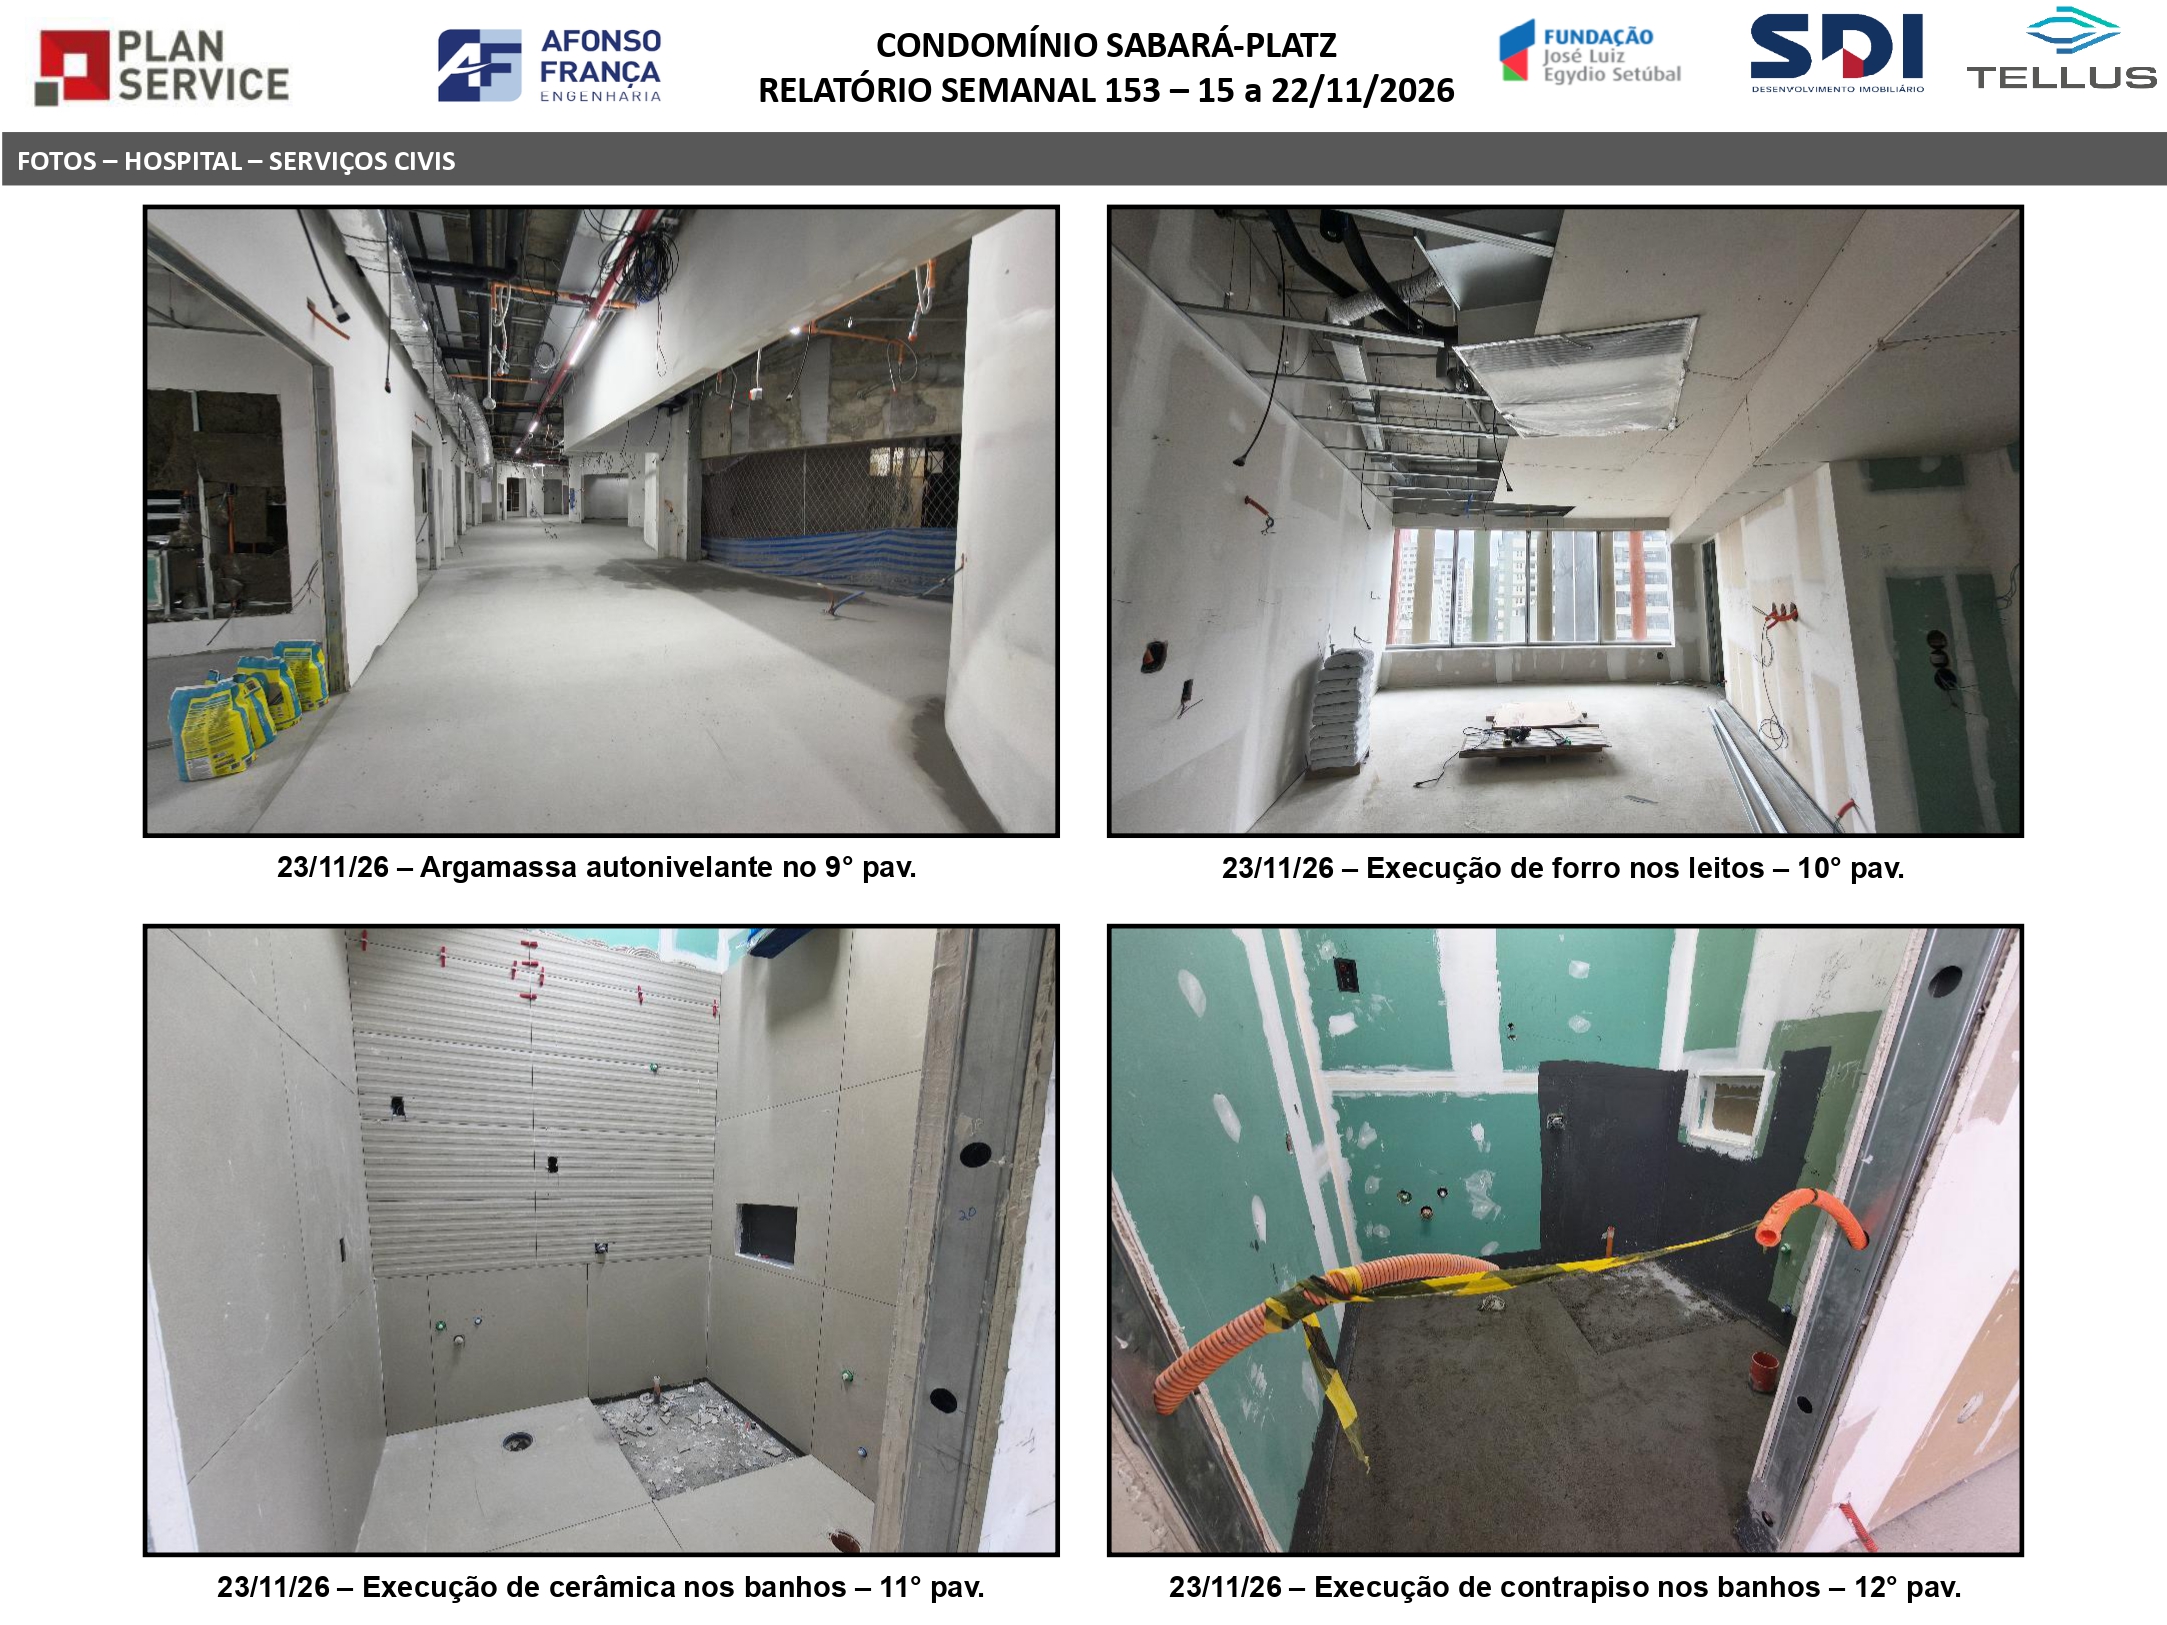 PLAN
SERVICE
AF
AFONSO
FRANÇA
ENGENHARIA
CONDOMÍNIO SABARÁ-PLATZ
RELATÓRIO SEMANAL 153 – 15 a 22/11/2026
FUNDAÇÃO
José Luiz
Egydio Setúbal
SDI
DESENVOLVIMENTO IMOBILIÁRIO
TELLUS
FOTOS – HOSPITAL – SERVIÇOS CIVIS
23/11/26 – Argamassa autonivelante no 9° pav.
23/11/26 – Execução de forro nos leitos – 10° pav.
20
23/11/26 – Execução de cerâmica nos banhos – 11° pav.
23/11/26 – Execução de contrapiso nos banhos – 12° pav.